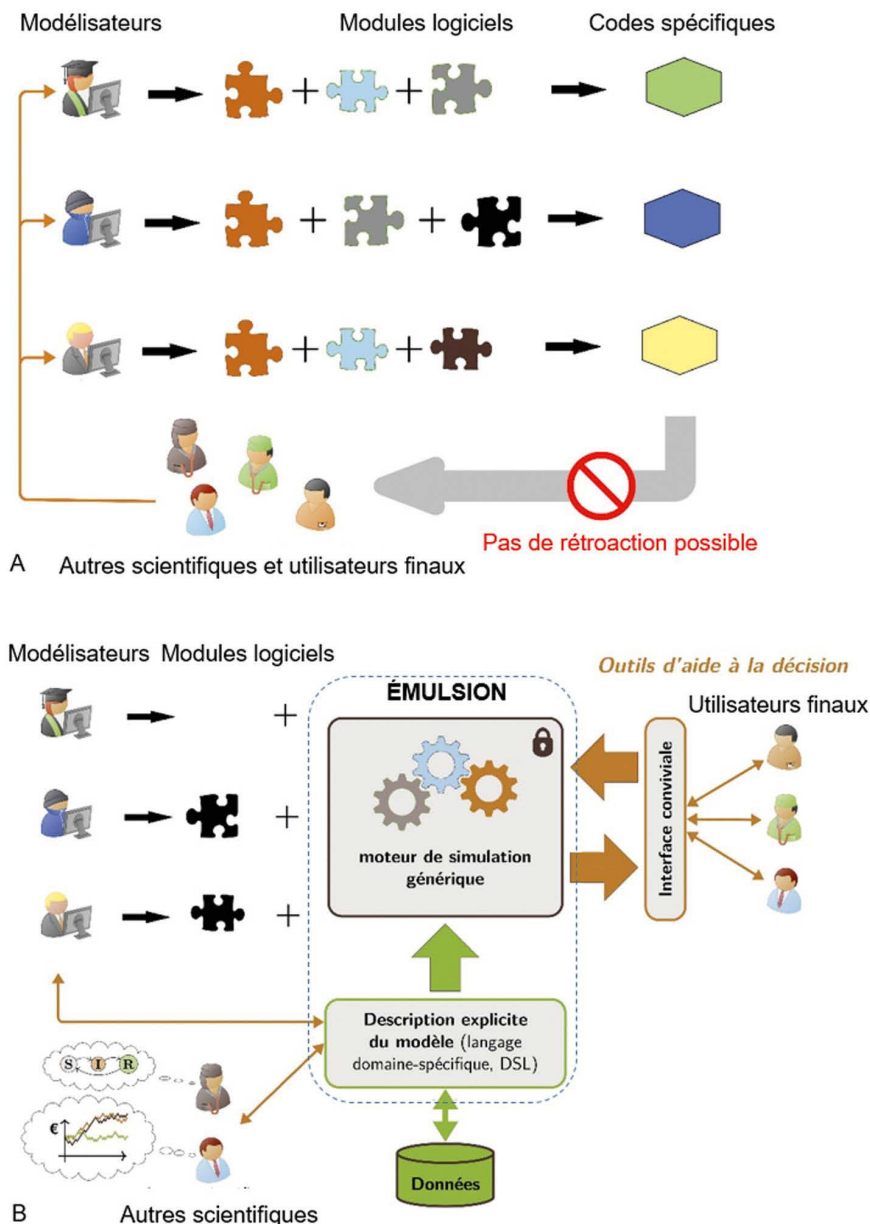 Modélisateurs
Modules logiciels
Codes spécifiques
Pas de rétroaction possible
A
Autres scientifiques et utilisateurs finaux
Modélisateurs
Modules logiciels
Outils d'aide à la décision
ÉMULSION
Utilisateurs finaux
moteur de simulation
générique
Interface conviviale
Description explicite
du modèle (langage
domaine-spécifique, DSL)
S I R
€
Données
B
Autres scientifiques